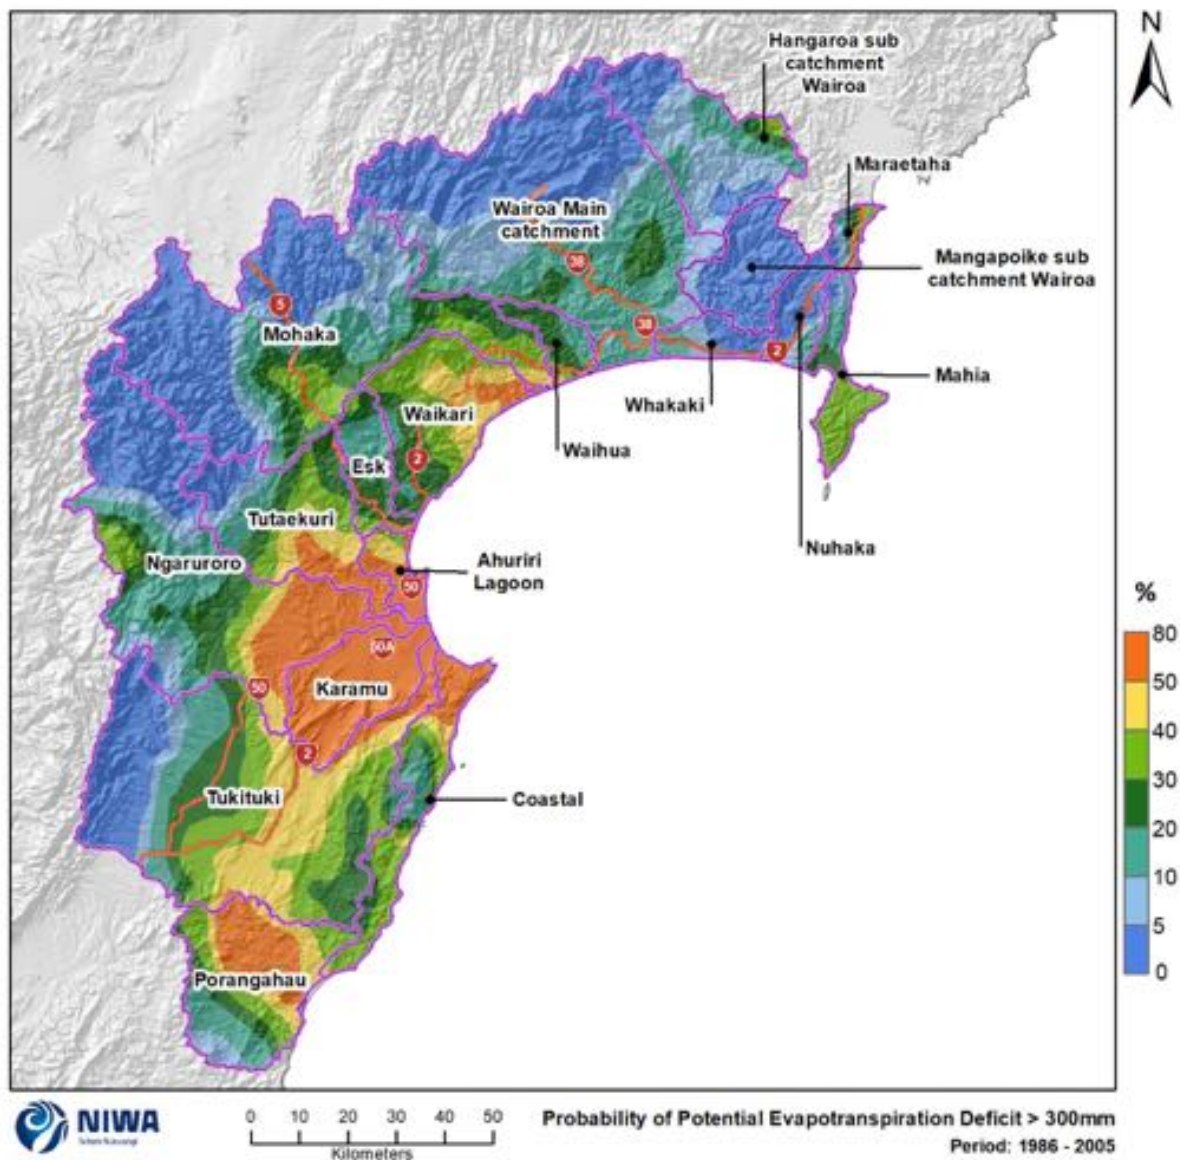 N
Hangaroa sub
catchment
Wairoa
Maraetaha
Wairoa Main
catchment
Mangapoike sub
catchment Wairoa
38
5
Mohaka
38
2
Mahia
Whakaki
Waikari
Waihua
Esk
2
Tutaekuri
Nuhaka
Ngaruroro
Ahuriri
Lagoon
50
50A
50
Karamu
2
Tukituki
Coastal
Porangahau
%
80
50
40
30
20
10
5
0
NIWA
0 10 20 30 40 50
Kilometers
Probability of Potential Evapotranspiration Deficit > 300mm
Period: 1986 - 2005